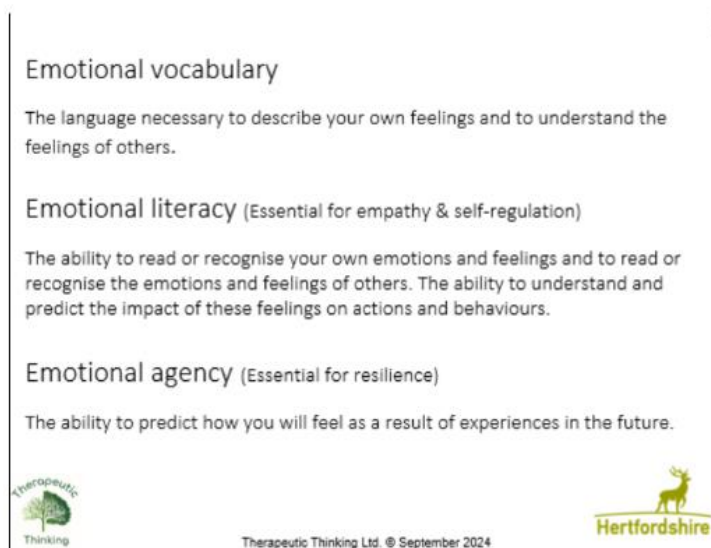 Emotional vocabulary
The language necessary to describe your own feelings and to understand the
feelings of others.
Emotional literacy (Essential for empathy & self-regulation)
The ability to read or recognise your own emotions and feelings and to read or
recognise the emotions and feelings of others. The ability to understand and
predict the impact of these feelings on actions and behaviours.
Emotional agency (Essential for resilience)
The ability to predict how you will feel as a result of experiences in the future.
Therapeutic
Thinking
Therapeutic Thinking Ltd. © September 2024
Hertfordshire